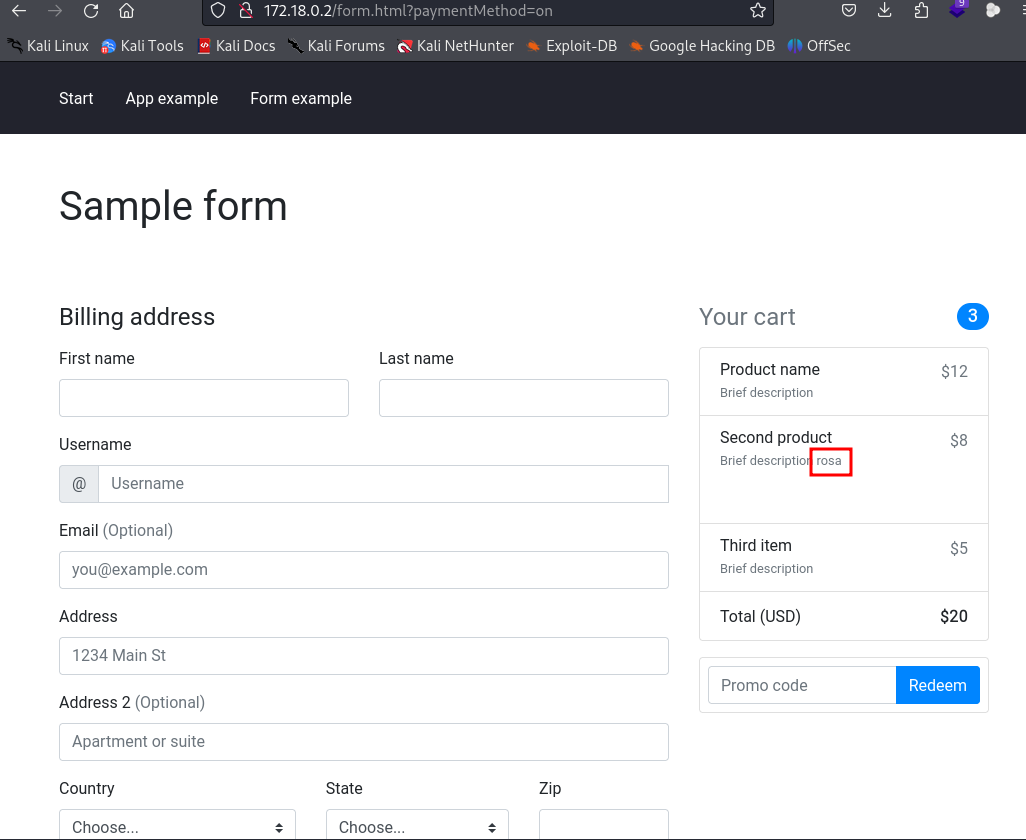 172.18.0.2/form.html?paymentMethod=on
9
Kali Linux Kali Tools Kali Docs Kali Forums Kali NetHunter Exploit-DB Google Hacking DB OffSec
Start App example Form example
Sample form
Billing address
First name Last name
Username
@ Username
Email (Optional)
you@example.com
Address
1234 Main St
Address 2 (Optional)
Apartment or suite
Country State Zip
Choose... Choose...
Your cart 3
Product name $12
Brief description
Second product $8
Brief description rosa
Third item $5
Brief description
Total (USD) $20
Promo code Redeem